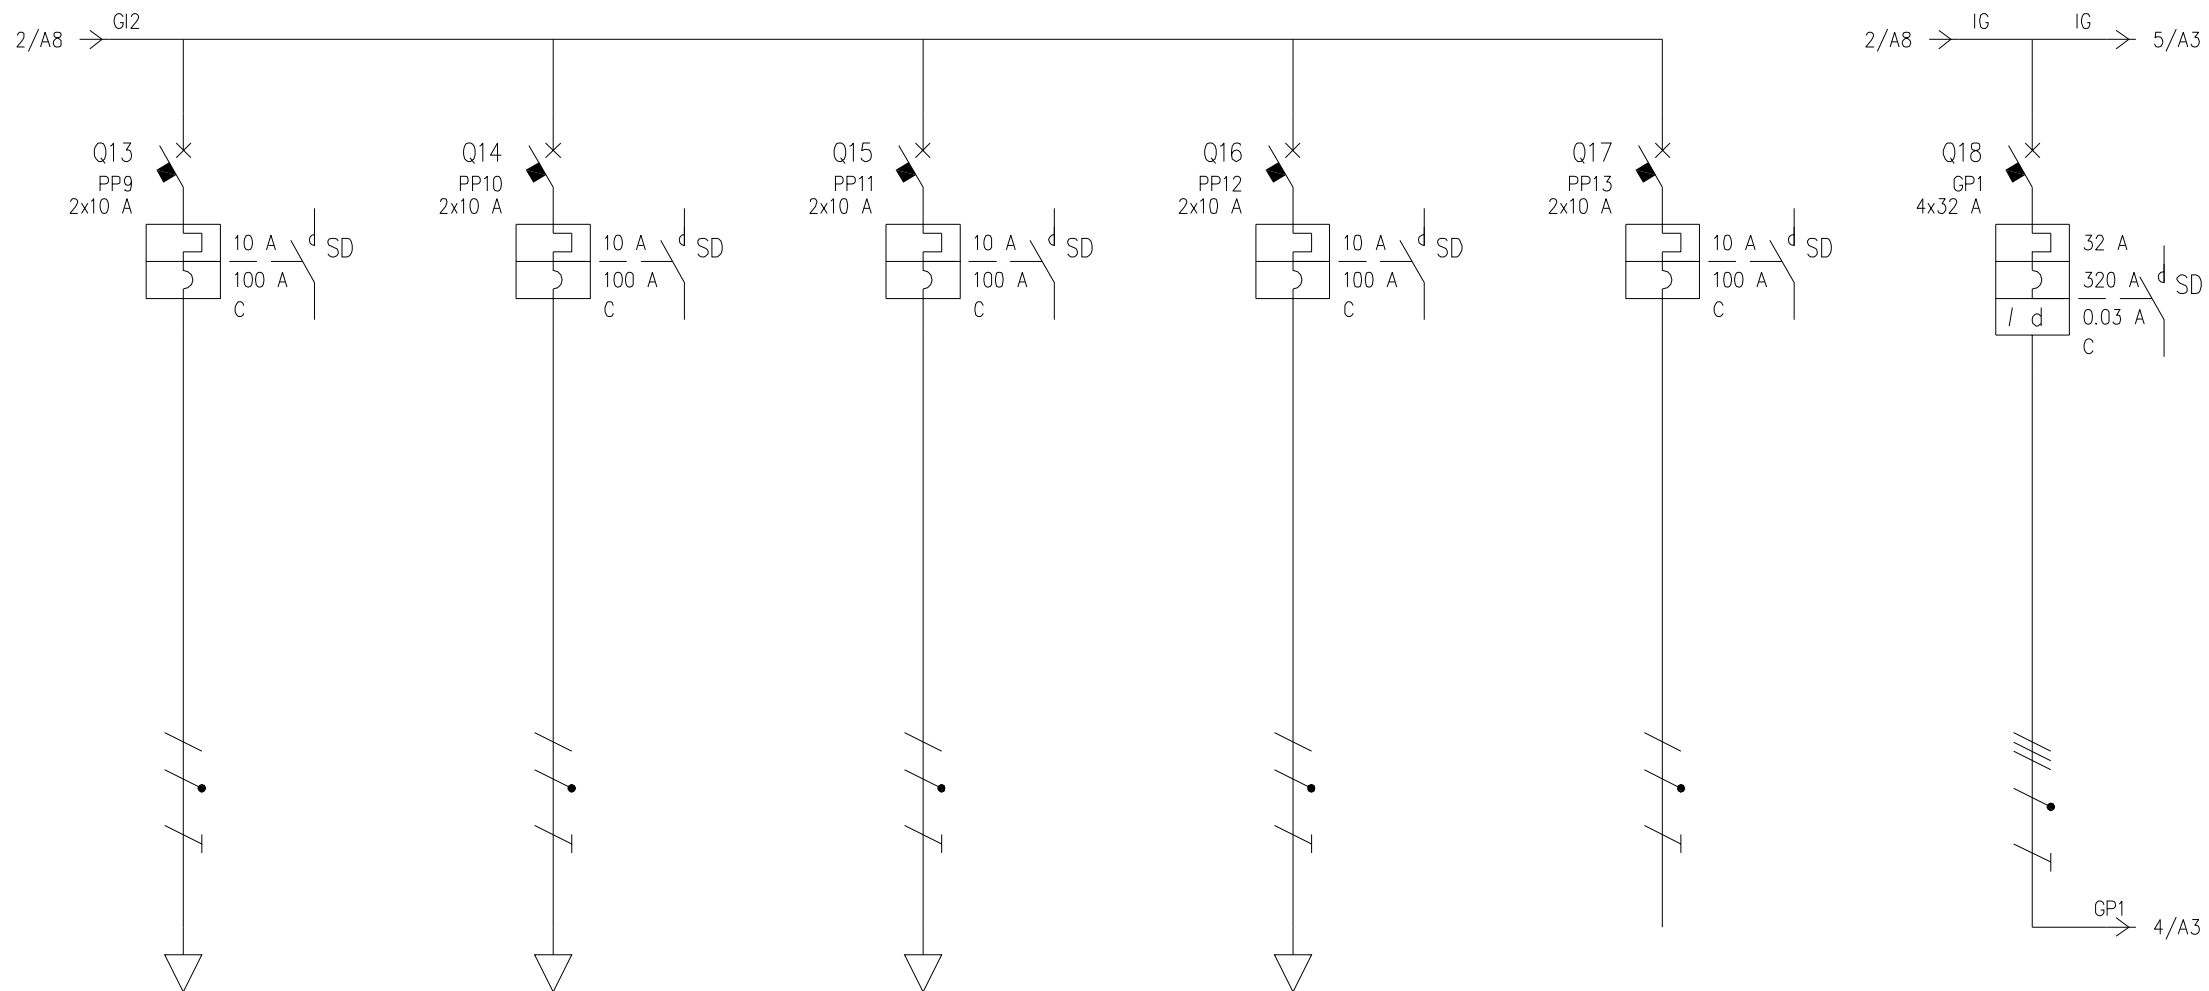 GI2
2/A8
IG
IG
2/A8
5/A3
Q13
PP9
2x10 A
10 A
100 A
C
SD
Q14
PP10
2x10 A
10 A
100 A
C
SD
Q15
PP11
2x10 A
10 A
100 A
C
SD
Q16
PP12
2x10 A
10 A
100 A
C
SD
Q17
PP13
2x10 A
10 A
100 A
C
SD
Q18
GP1
4x32 A
32 A
320 A
I d
0.03 A
C
SD
GP1
4/A3